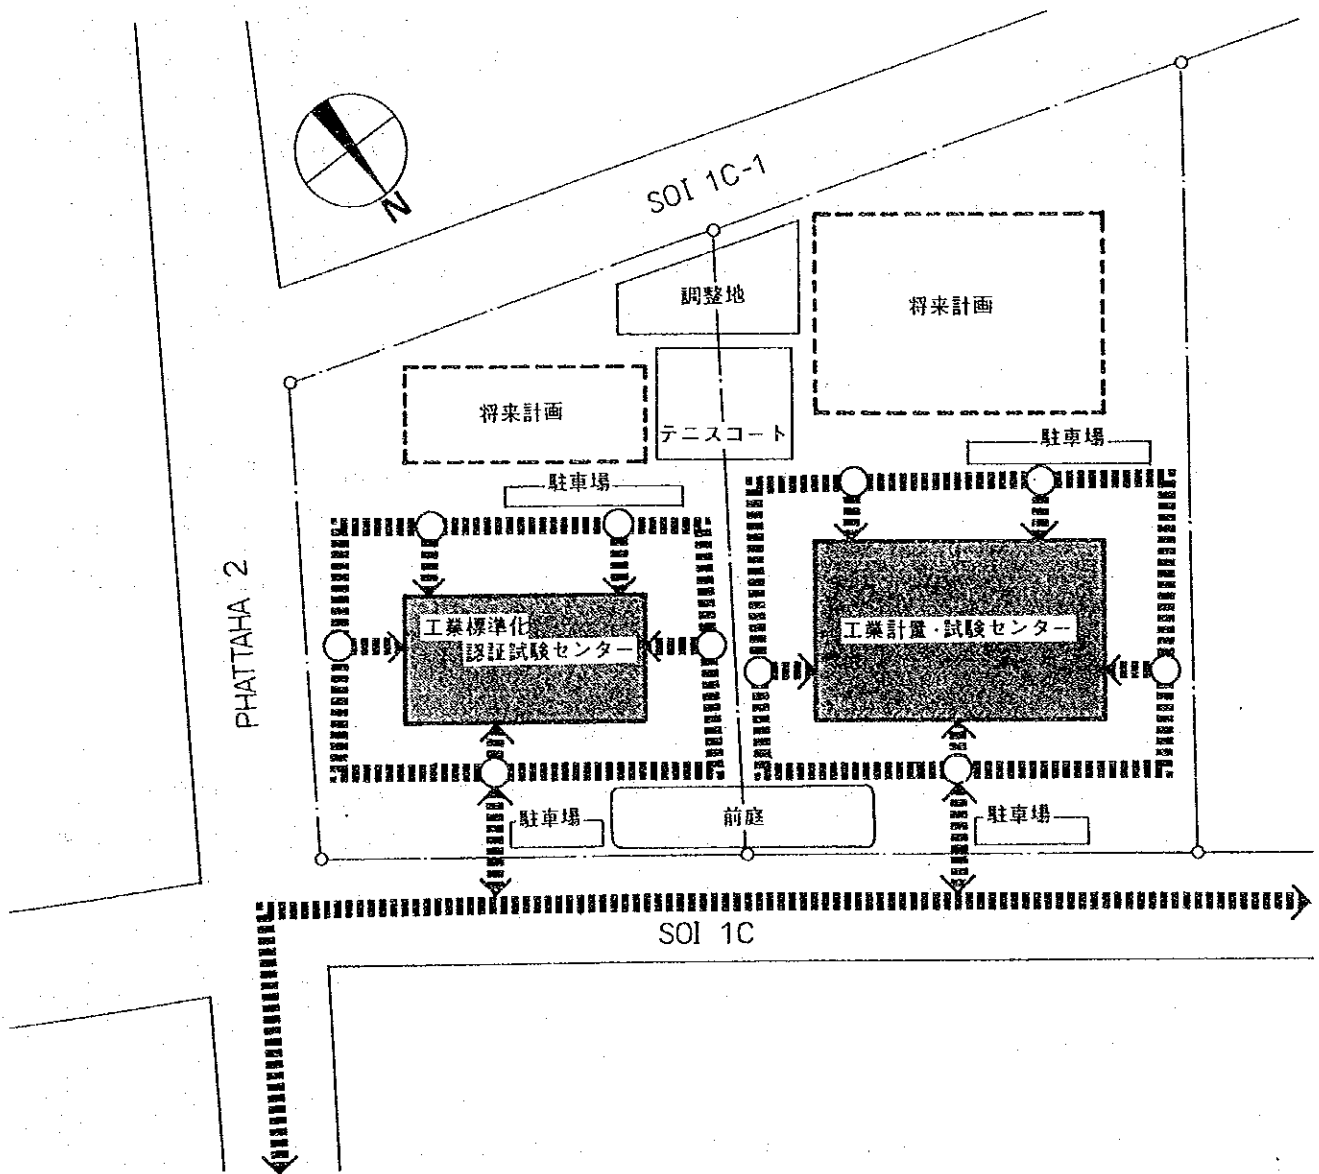 N
SOI 1C-1
調整地
将来計画
将来計画
テニスコート
駐車場
駐車場
PHATTAHA 2
工業標準化
認証試験センター
工業計量・試験センター
駐車場
前庭
駐車場
SOI 1C